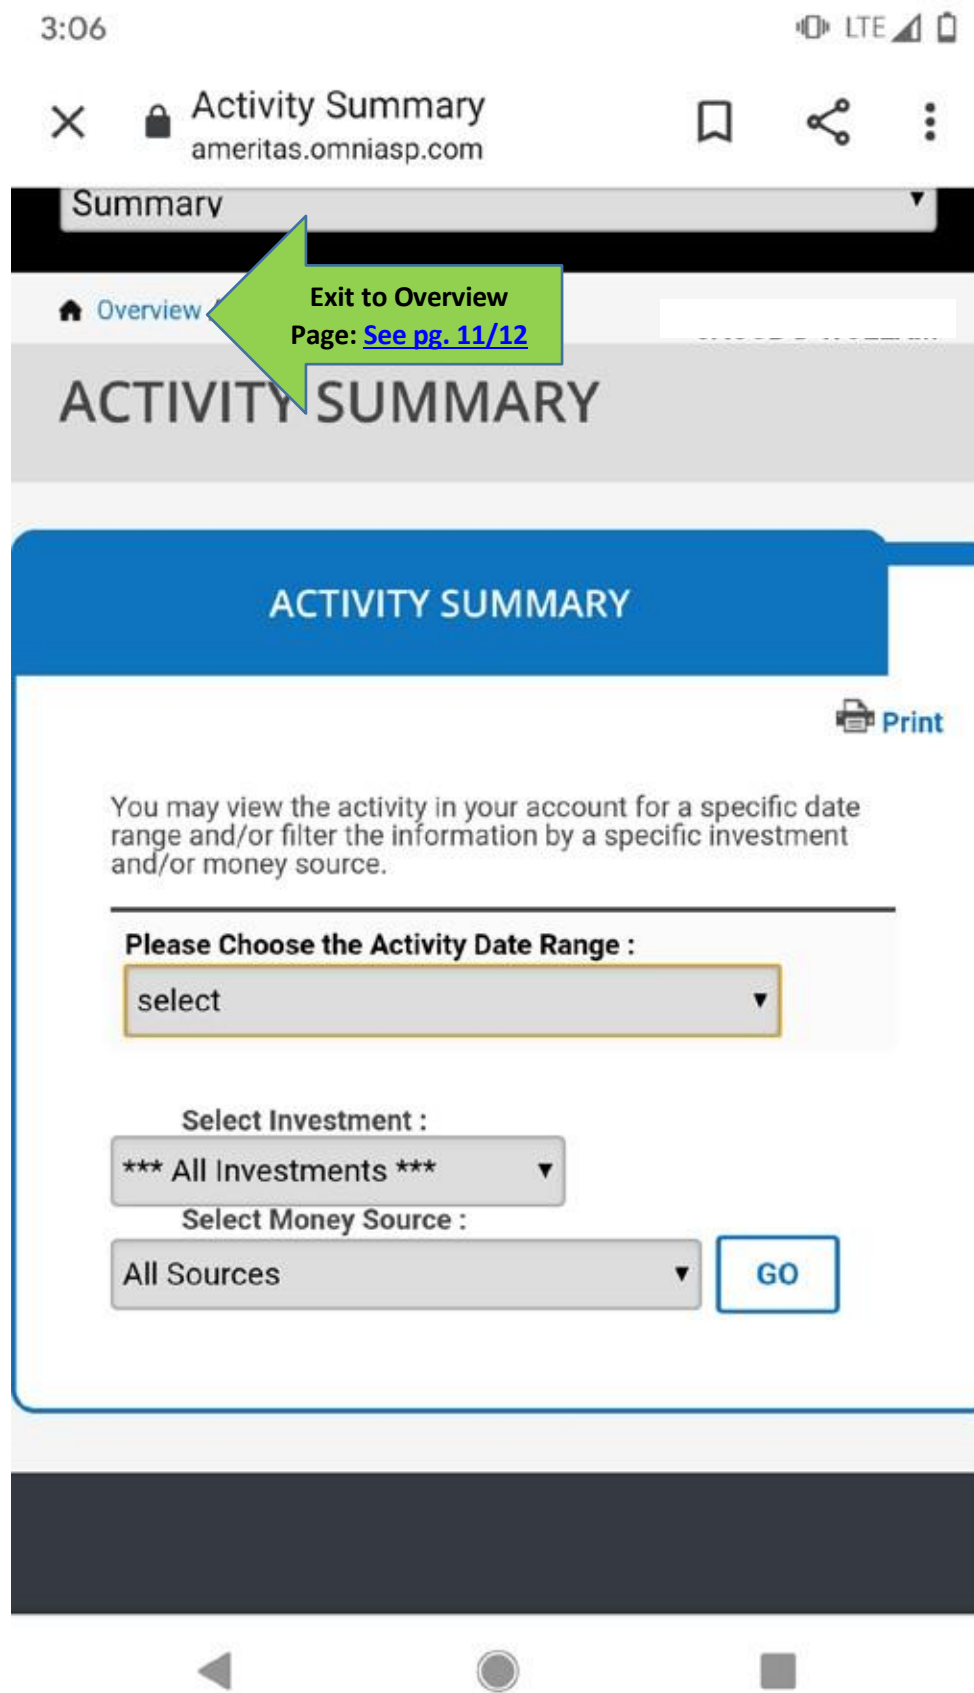 3:06
LTE
Activity Summary
ameritas.omniasp.com
Summary
Overview
Exit to Overview
Page: See pg. 11/12
ACTIVITY SUMMARY
ACTIVITY SUMMARY
Print
You may view the activity in your account for a specific date
range and/or filter the information by a specific investment
and/or money source.
Please Choose the Activity Date Range :
select
Select Investment :
*** All Investments ***
Select Money Source :
All Sources
GO